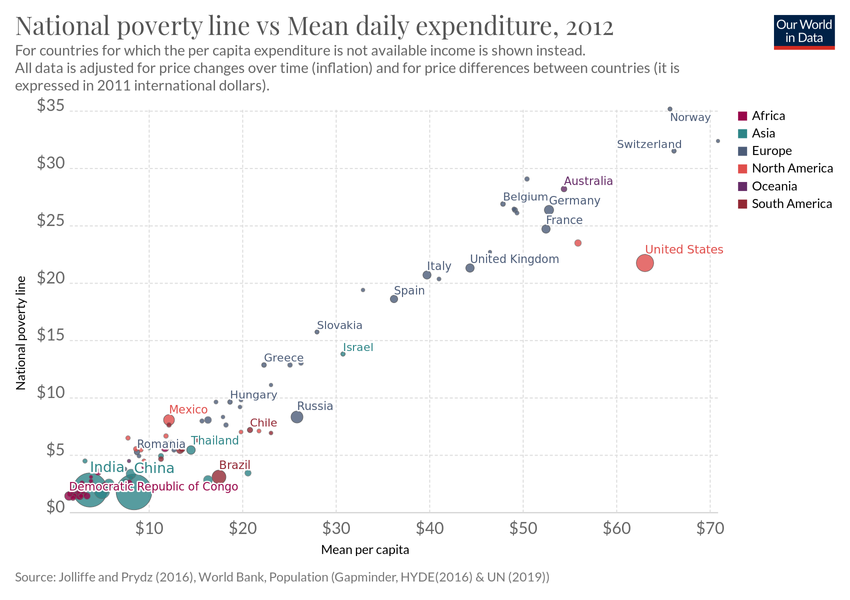 National poverty line vs Mean daily expenditure, 2012
Our World
in Data
For countries for which the per capita expenditure is not available income is shown instead.
All data is adjusted for price changes over time (inflation) and for price differences between countries (it is
expressed in 2011 international dollars).
$35
$30
$25
$20
$15
$10
$5
$0
National poverty line
Norway
Switzerland
Australia
Belgium
Germany
France
United States
United Kingdom
Italy
Spain
Slovakia
Israel
Greece
Hungary
Russia
Mexico
Chile
Romania
Thailand
India
China
Brazil
Democratic Republic of Congo
$10
$20
$30
$40
$50
$60
$70
Mean per capita
Africa
Asia
Europe
North America
Oceania
South America
Source: Jolliffe and Prydz (2016), World Bank, Population (Gapminder, HYDE(2016) & UN (2019))